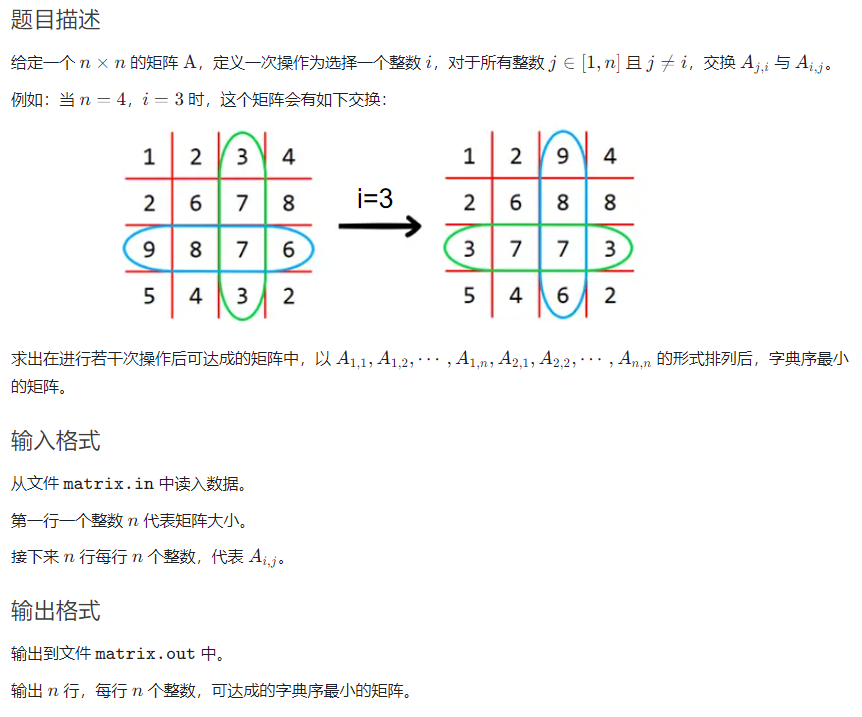 题目描述
给定一个 n × n 的矩阵 A，定义一次操作为选择一个整数 i，对于所有整数 j ∈ [1, n] 且 j ≠ i，交换 A_{j,i} 与 A_{i,j}。
例如：当 n = 4，i = 3 时，这个矩阵会有如下交换：
1 2 3 4
2 6 7 8
9 8 7 6
5 4 3 2
i=3
1 2 9 4
2 6 8 8
3 7 7 3
5 4 6 2
求出在进行若干次操作后可达成的矩阵中，以 A_{1,1}, A_{1,2}, ⋯ , A_{1,n}, A_{2,1}, A_{2,2}, ⋯ , A_{n,n} 的形式排列后，字典序最小
的矩阵。
输入格式
从文件 matrix.in 中读入数据。
第一行一个整数 n 代表矩阵大小。
接下来 n 行每行 n 个整数，代表 A_{i,j}。
输出格式
输出到文件 matrix.out 中。
输出 n 行，每行 n 个整数，可达成的字典序最小的矩阵。